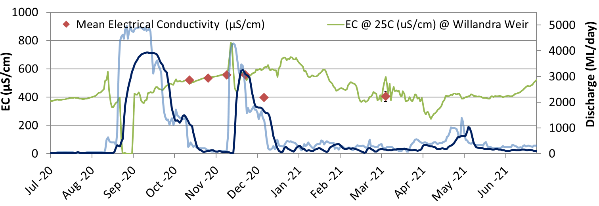 Mean Electrical Conductivity (µS/cm)
EC @ 25C (uS/cm) @ Willandra Weir
EC (µS/cm)
1000
800
600
400
200
0
Discharge (ML/day)
5000
4000
3000
2000
1000
0
Jul -20
Aug -20
Sep -20
Oct -20
Nov -20
Dec -20
Jan -21
Feb -21
Mar -21
Apr -21
May -21
Jun -21